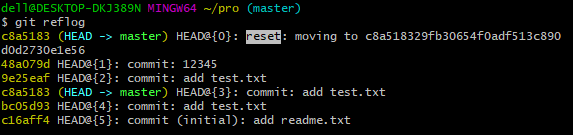 dell@DESKTOP-DKJ389N MINGW64 ~/pro (master)
$ git reflog
c8a5183 (HEAD -> master) HEAD@{0}: reset: moving to c8a518329fb30654f0adf513c890
d0d2730e1e56
48a079d HEAD@{1}: commit: 12345
9e25eaf HEAD@{2}: commit: add test.txt
c8a5183 (HEAD -> master) HEAD@{3}: commit: add test.txt
bc05d93 HEAD@{4}: commit: add test.txt
c16aff4 HEAD@{5}: commit (initial): add readme.txt